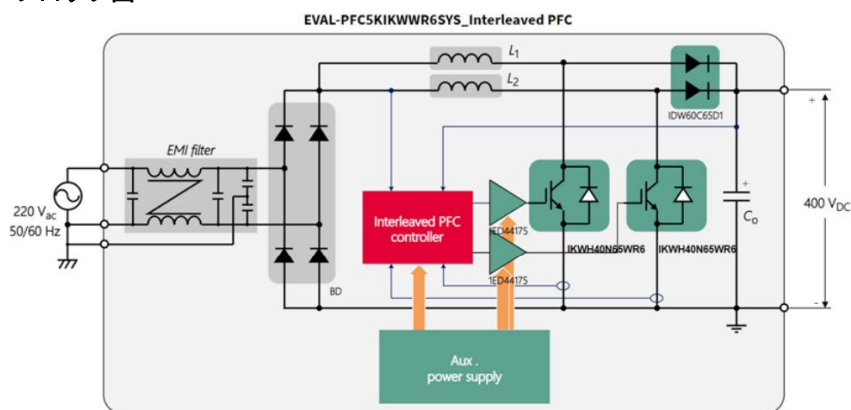 EVAL-PFC5KIKWWR6SYS_Interleaved PFC
L₁
L₂
IDW60C65D1
EMI filter
+
220 Vac
50/60 Hz
Interleaved PFC
controller
1ED44175
1ED44175
IKWH40N65WR6
IKWH40N65WR6
+
Co
400 VDC
BD
-
Aux .
power supply